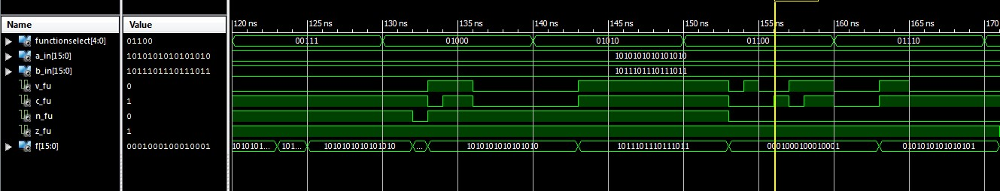 Name Value 120 ns 125 ns 130 ns 135 ns 140 ns 145 ns 150 ns 155 ns 160 ns 165 ns 170
functionselect[4:0] 01100 00111 01000 01010 01100 01110
a_in[15:0] 1010101010101010 1010101010101010
b_in[15:0] 1011101110111011 1011101110111011
v_fu 0
c_fu 1
n_fu 0
z_fu 1
f[15:0] 0001000100010001 1010101... 101... 1010101010101010 ... 1010101010101010 1011101110111011 0001000100010001 0101010101010101